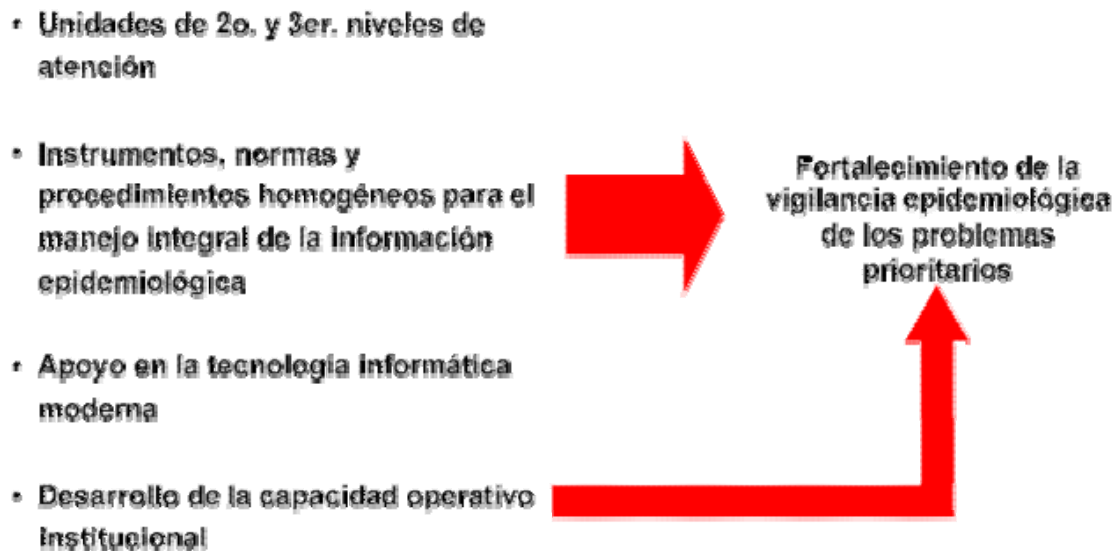 • Unidades de 2o. y 3er. niveles de
atención
• Instrumentos, normas y
procedimientos homogéneos para el
manejo integral de la información
epidemiológica
• Apoyo en la tecnología informática
moderna
• Desarrollo de la capacidad operativo
institucional
Fortalecimiento de la
vigilancia epidemiológica
de los problemas
prioritarios